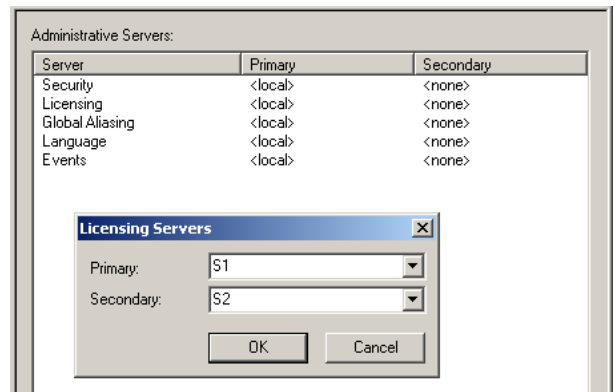 Administrative Servers:
Server Primary Secondary
Security <local> <none>
Licensing <local> <none>
Global Aliasing <local> <none>
Language <local> <none>
Events <local> <none>
Licensing Servers
Primary: S1
Secondary: S2
OK Cancel